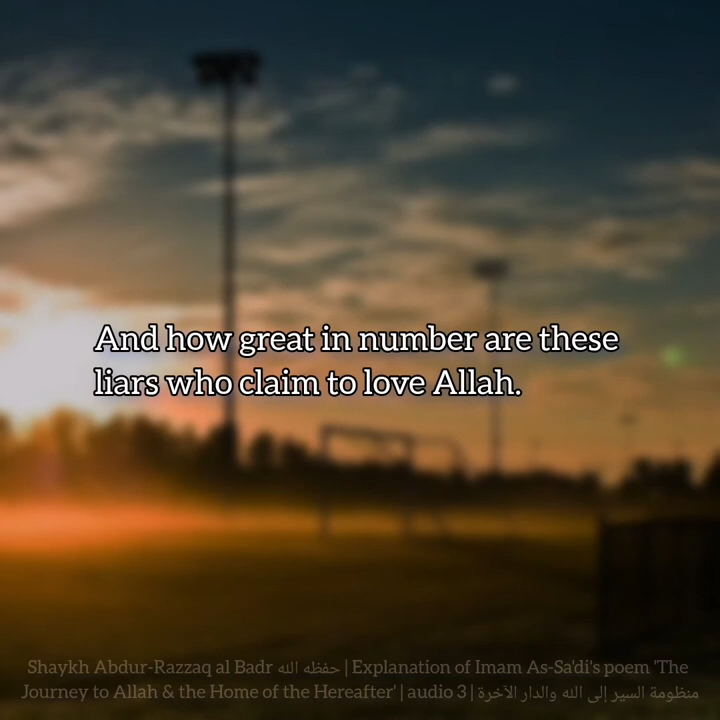 And how great in number are these
liars who claim to love Allah.
Shaykh Abdur-Razzaq al Badr حفظه الله | Explanation of Imam As-Sa'di's poem 'The
Journey to Allah & the Home of the Hereafter' | audio 3 | منظومة السير إلى الله والدار الآخرة